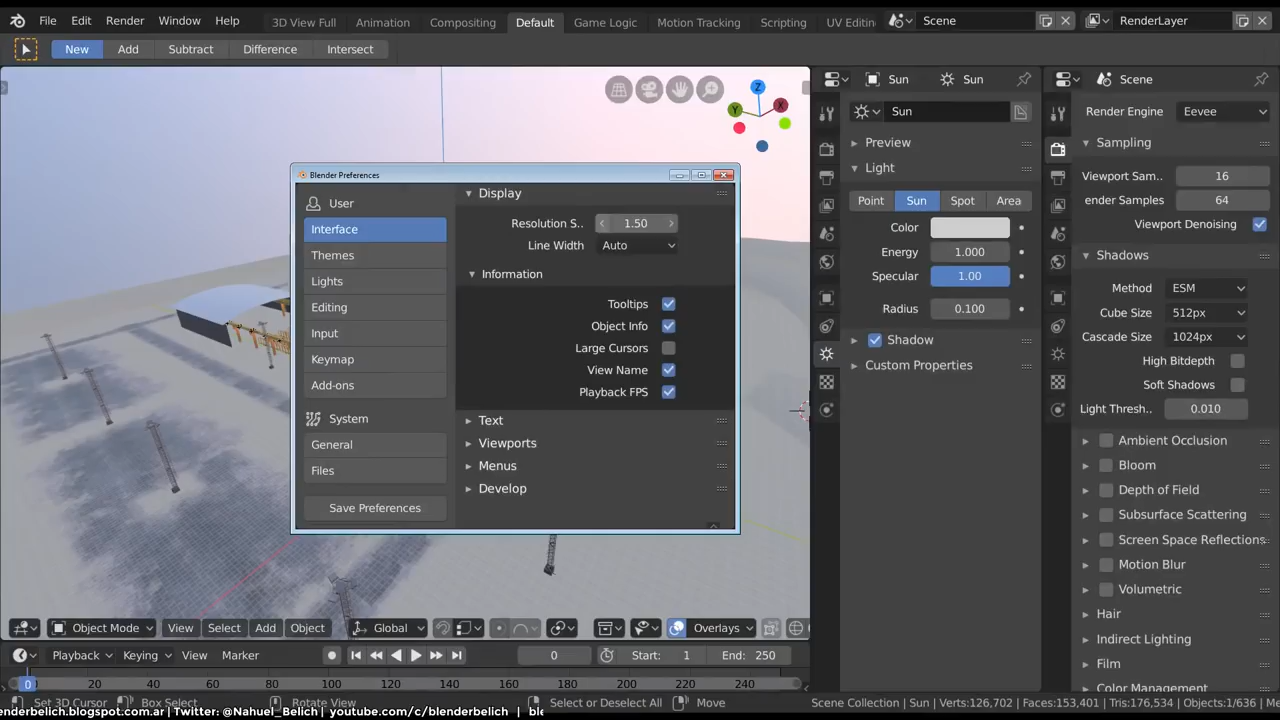 File Edit Render Window Help 3D View Full Animation Compositing Default Game Logic Motion Tracking Scripting UV Editin Scene RenderLayer
New Add Subtract Difference Intersect
Z
Y X
Blender Preferences
User
Interface
Themes
Lights
Editing
Input
Keymap
Add-ons
System
General
Files
Save Preferences
Display
Resolution S.. 1.50
Line Width Auto
Information
Tooltips
Object Info
Large Cursors
View Name
Playback FPS
Text
Viewports
Menus
Develop
Sun Sun
Sun
Preview
Light
Point Sun Spot Area
Color
Energy 1.000
Specular 1.00
Radius 0.100
Shadow
Custom Properties
Scene
Render Engine Eevee
Sampling
Viewport Sam.. 16
ender Samples 64
Viewport Denoising
Shadows
Method ESM
Cube Size 512px
Cascade Size 1024px
High Bitdepth
Soft Shadows
Light Thresh.. 0.010
Ambient Occlusion
Bloom
Depth of Field
Subsurface Scattering
Screen Space Reflections
Motion Blur
Volumetric
Hair
Indirect Lighting
Film
Color Management
Object Mode View Select Add Object Global Overlays
Playback Keying View Marker 0 Start: 1 End: 250
0 20 40 60 80 100 120 140 160 180 200 220 240
Set 3D Cursor Box Select Rotate View Select or Deselect All Move Scene Collection | Sun | Verts:126,702 | Faces:153,401 | Tris:176,535 | Objects:1/636 | Me
enderbelich.blogspot.com.ar | Twitter: @Nahuel_Belich | youtube.com/c/blenderbelich | ble